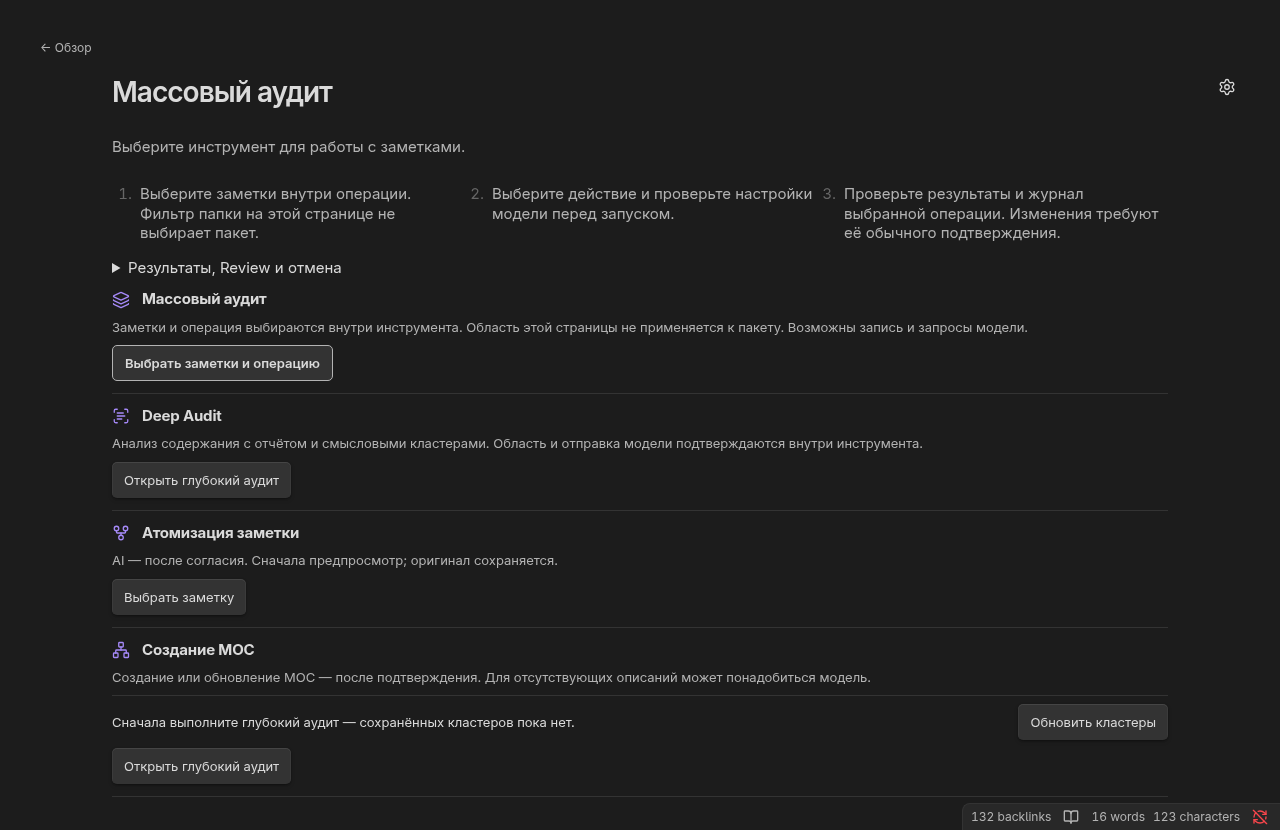 ← Обзор
Массовый аудит
Выберите инструмент для работы с заметками.
1. Выберите заметки внутри операции.
Фильтр папки на этой странице не
выбирает пакет.
2. Выберите действие и проверьте настройки
модели перед запуском.
3. Проверьте результаты и журнал
выбранной операции. Изменения требуют
её обычного подтверждения.
Результаты, Review и отмена
Массовый аудит
Заметки и операция выбираются внутри инструмента. Область этой страницы не применяется к пакету. Возможны запись и запросы модели.
Выбрать заметки и операцию
Deep Audit
Анализ содержания с отчётом и смысловыми кластерами. Область и отправка модели подтверждаются внутри инструмента.
Открыть глубокий аудит
Атомизация заметки
AI — после согласия. Сначала предпросмотр; оригинал сохраняется.
Выбрать заметку
Создание MOC
Создание или обновление MOC — после подтверждения. Для отсутствующих описаний может понадобиться модель.
Сначала выполните глубокий аудит — сохранённых кластеров пока нет.
Обновить кластеры
Открыть глубокий аудит
132 backlinks 16 words 123 characters